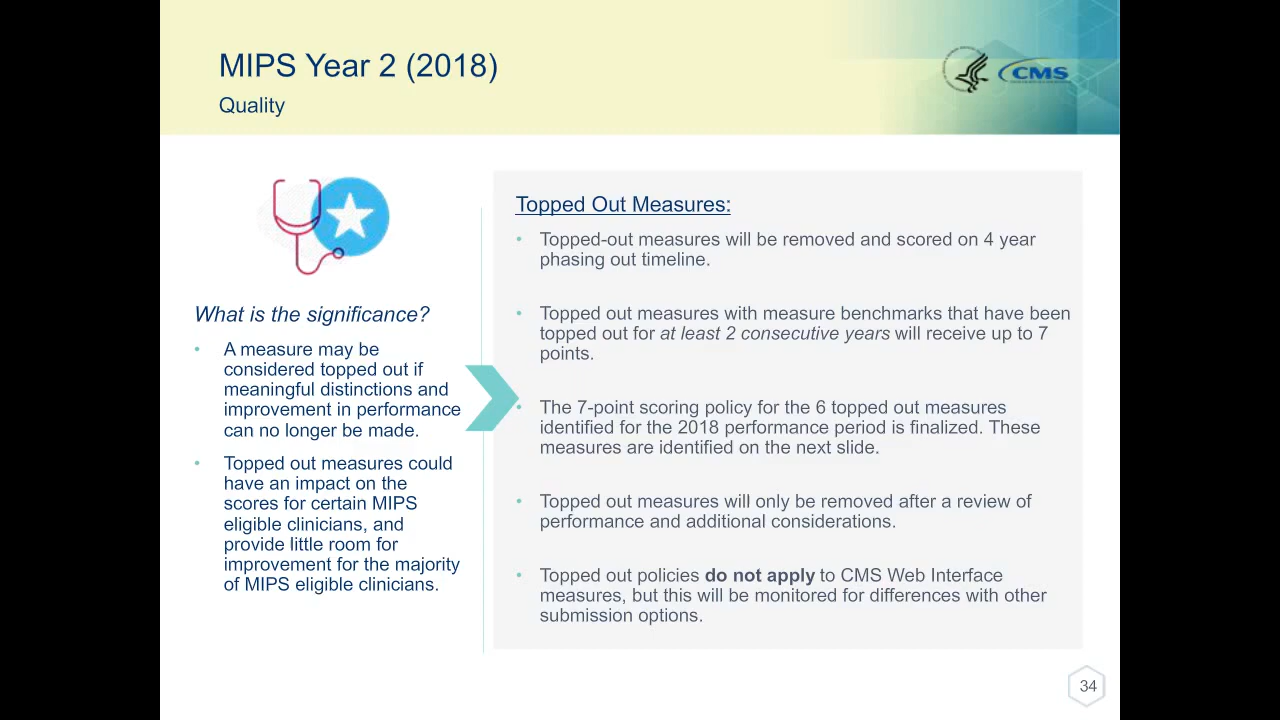 MIPS Year 2 (2018)
Quality
CMS
What is the significance?
• A measure may be
considered topped out if
meaningful distinctions and
improvement in performance
can no longer be made.
• Topped out measures could
have an impact on the
scores for certain MIPS
eligible clinicians, and
provide little room for
improvement for the majority
of MIPS eligible clinicians.
Topped Out Measures:
• Topped-out measures will be removed and scored on 4 year
phasing out timeline.
• Topped out measures with measure benchmarks that have been
topped out for at least 2 consecutive years will receive up to 7
points.
• The 7-point scoring policy for the 6 topped out measures
identified for the 2018 performance period is finalized. These
measures are identified on the next slide.
• Topped out measures will only be removed after a review of
performance and additional considerations.
• Topped out policies do not apply to CMS Web Interface
measures, but this will be monitored for differences with other
submission options.
34